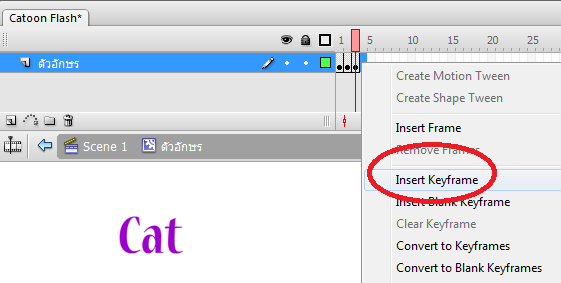 Catoon Flash*
1 5 10 15 20 25 30
ตัวอักษร
Create Motion Tween
Create Shape Tween
Insert Frame
Remove Frames
Scene 1 ตัวอักษร
Insert Keyframe
Insert Blank Keyframe
Clear Keyframe
Cat
Convert to Keyframes
Convert to Blank Keyframes